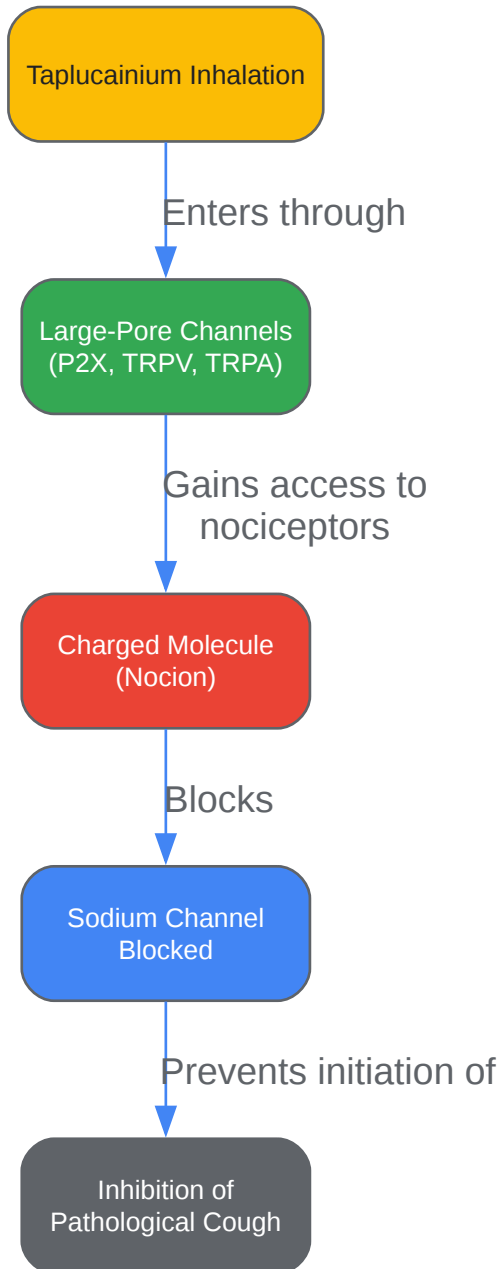 Taplucainium Inhalation
Enters through
Large-Pore Channels
(P2X, TRPV, TRPA)
Gains access to
nociceptors
Charged Molecule
(Nocion)
Blocks
Sodium Channel
Blocked
Prevents initiation of
Inhibition of
Pathological Cough